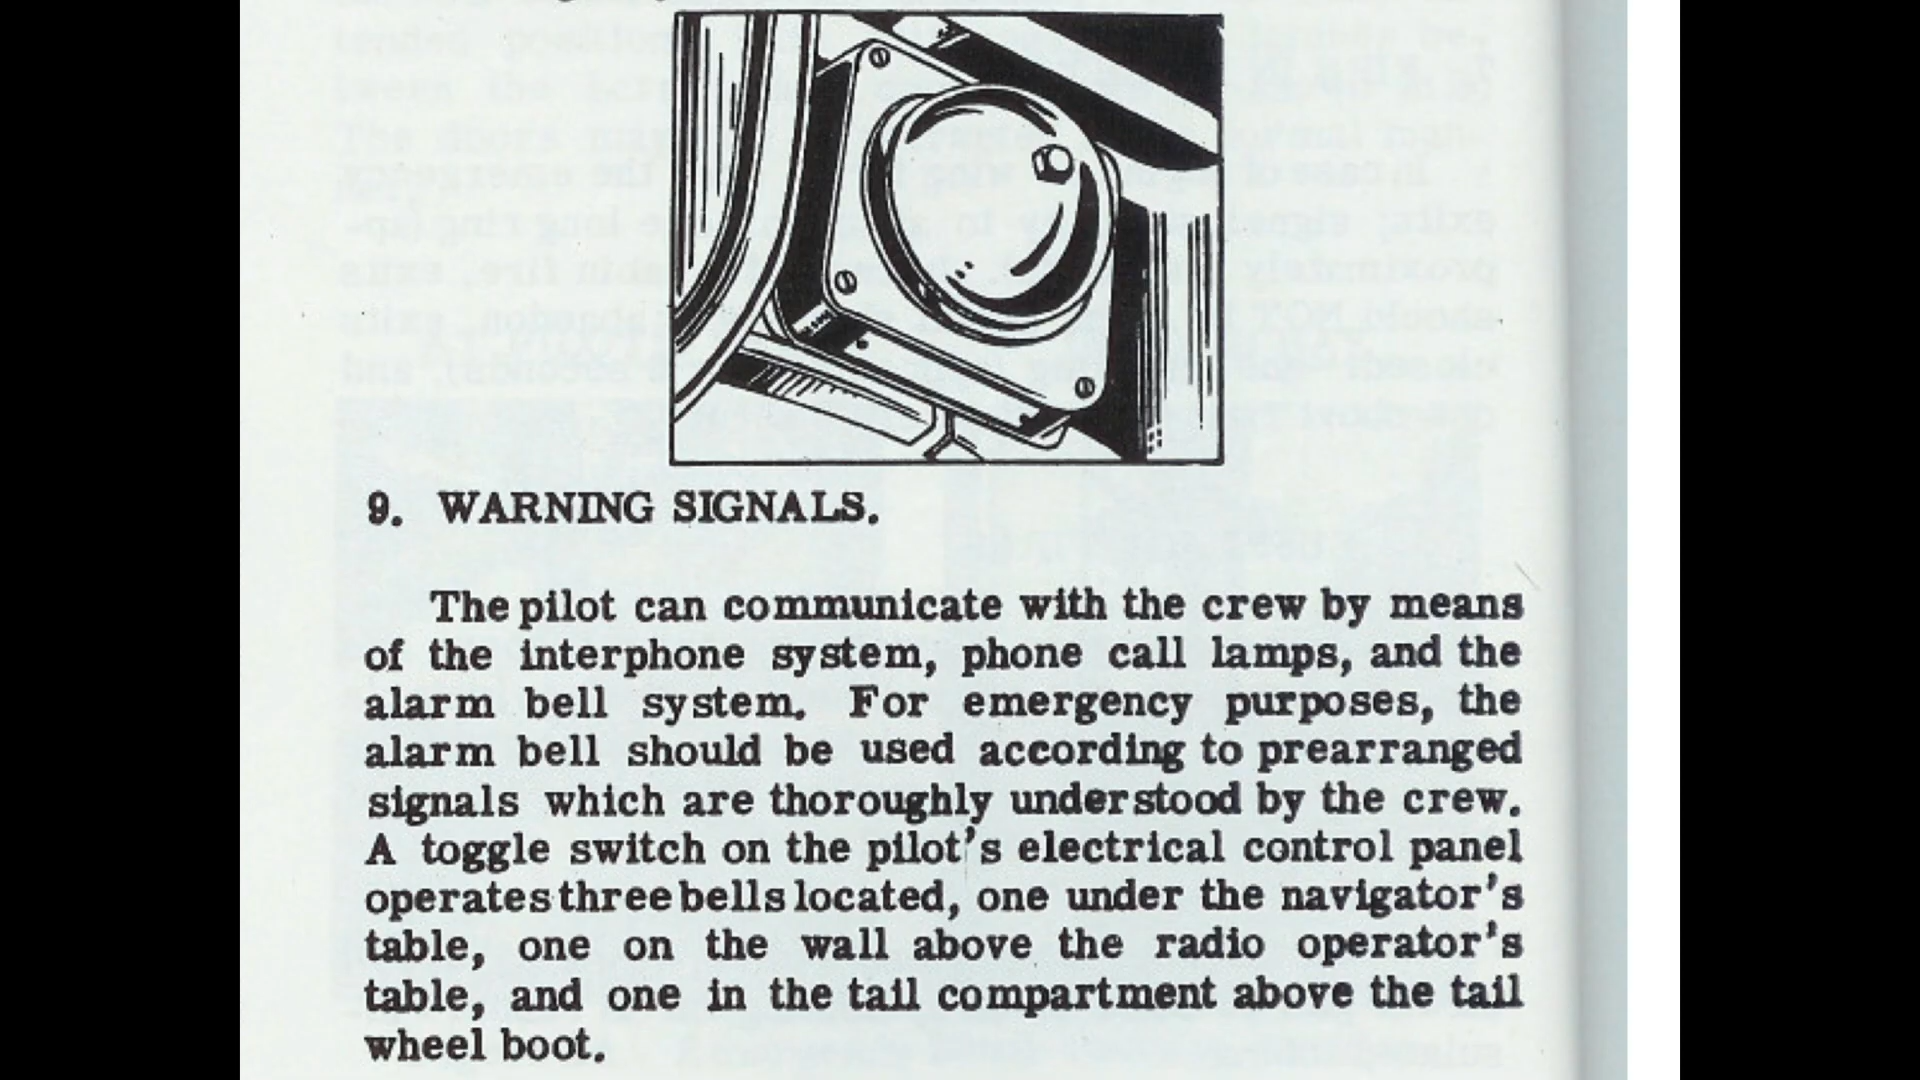 9. WARNING SIGNALS.
The pilot can communicate with the crew by means
of the interphone system, phone call lamps, and the
alarm bell system. For emergency purposes, the
alarm bell should be used according to prearranged
signals which are thoroughly understood by the crew.
A toggle switch on the pilot's electrical control panel
operates three bells located, one under the navigator's
table, one on the wall above the radio operator's
table, and one in the tail compartment above the tail
wheel boot.